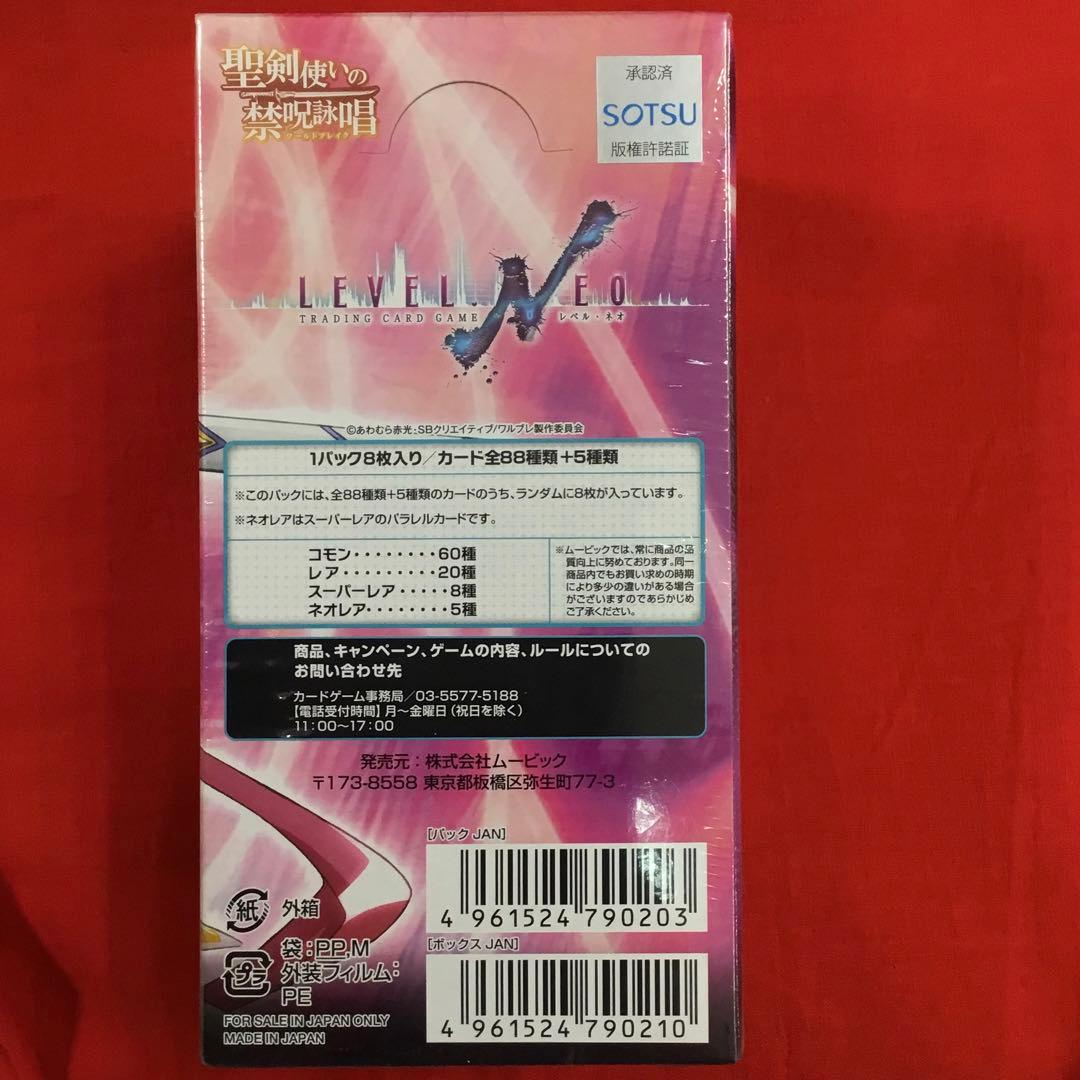 聖剣使いの
禁呪詠唱
ワールドブレイク
承認済
SOTSU
版権許諾証
LEVEL.NEO
TRADING CARD GAME
レベル・ネオ
©あわむら赤光・SBクリエイティブ/ワルブレ製作委員会
1パック8枚入り/カード全88種類+5種類
※このパックには、全88種類+5種類のカードのうち、ランダムに8枚が入っています。
※ネオレアはスーパーレアのパラレルカードです。
コモン・・・・・・・・60種
レア・・・・・・・・・20種
スーパーレア・・・・・8種
ネオレア・・・・・・・・5種
※ムービックでは、常に商品の品
質向上に努めております。同一
商品内でもお買い求めの時期
により多少の違いがある場合
がございますのであらかじめ
ご了承ください。
商品、キャンペーン、ゲームの内容、ルールについての
お問い合わせ先
カードゲーム事務局/03-5577-5188
【電話受付時間】月〜金曜日(祝日を除く)
11:00〜17:00
発売元:株式会社ムービック
〒173-8558 東京都板橋区弥生町77-3
[パック JAN]
4 961524 790203
[ボックス JAN]
4 961524 790210
紙 外箱
プラ
袋:PP,M
外装フィルム:
PE
FOR SALE IN JAPAN ONLY
MADE IN JAPAN